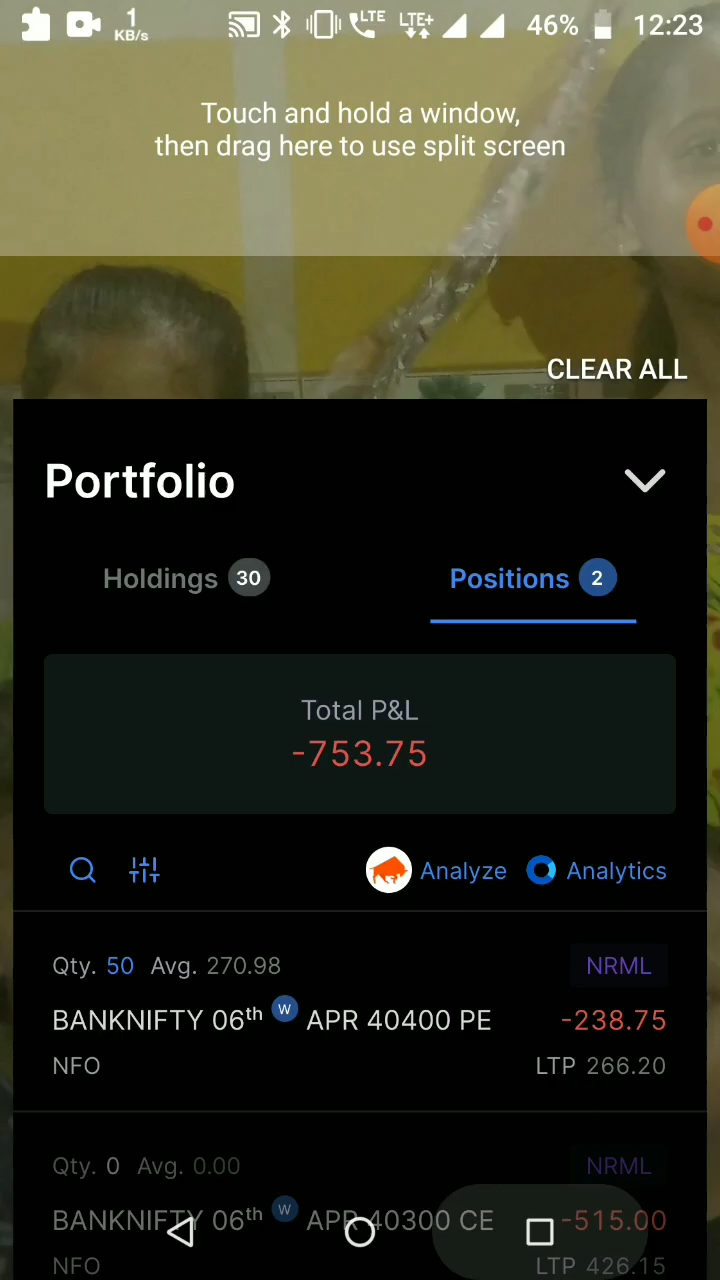 1
KB/s
LTE
LTE+
46%
12:23
Touch and hold a window,
then drag here to use split screen
CLEAR ALL
Portfolio
Holdings 30
Positions 2
Total P&L
-753.75
Analyze
Analytics
Qty. 50 Avg. 270.98 NRML
BANKNIFTY 06th W APR 40400 PE -238.75
NFO LTP 266.20
Qty. 0 Avg. 0.00 NRML
BANKNIFTY 06th W APR 40300 CE -515.00
NFO LTP 426.15